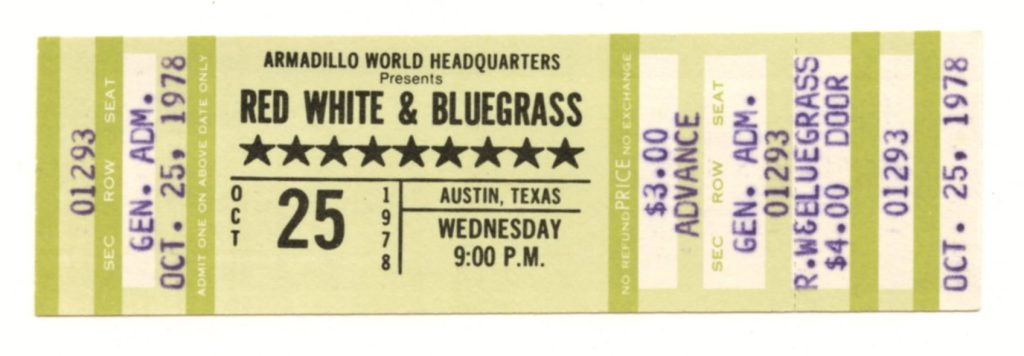 01293
SEC ROW SEAT
GEN. ADM.
OCT. 25, 1978
ADMIT ONE ON ABOVE DATE ONLY
ARMADILLO WORLD HEADQUARTERS
Presents
RED WHITE & BLUEGRASS
OCT
25
1978
AUSTIN, TEXAS
WEDNESDAY
9:00 P.M.
NO REFUND PRICE NO EXCHANGE
$3.00
ADVANCE
SEC ROW SEAT
GEN. ADM.
01293
R.W&BLUEGRASS
$4.00 DOOR
01293
OCT. 25, 1978